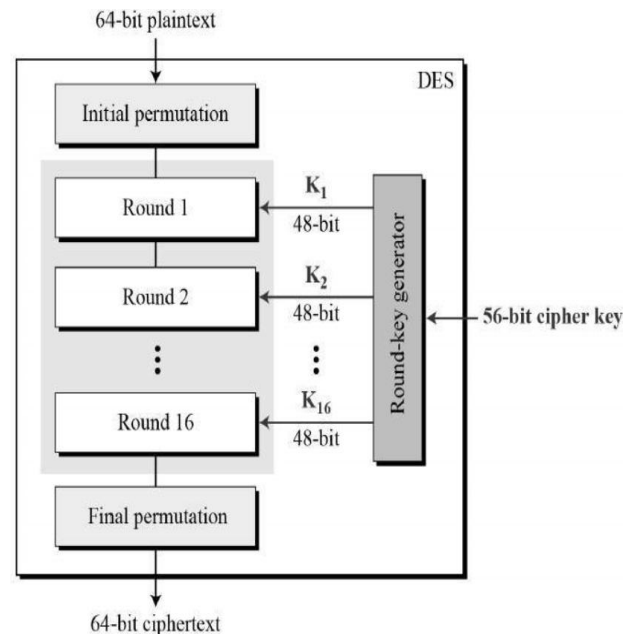 64-bit plaintext
DES
Initial permutation
Round 1
K1
48-bit
Round 2
K2
48-bit
Round-key generator
56-bit cipher key
Round 16
K16
48-bit
Final permutation
64-bit ciphertext